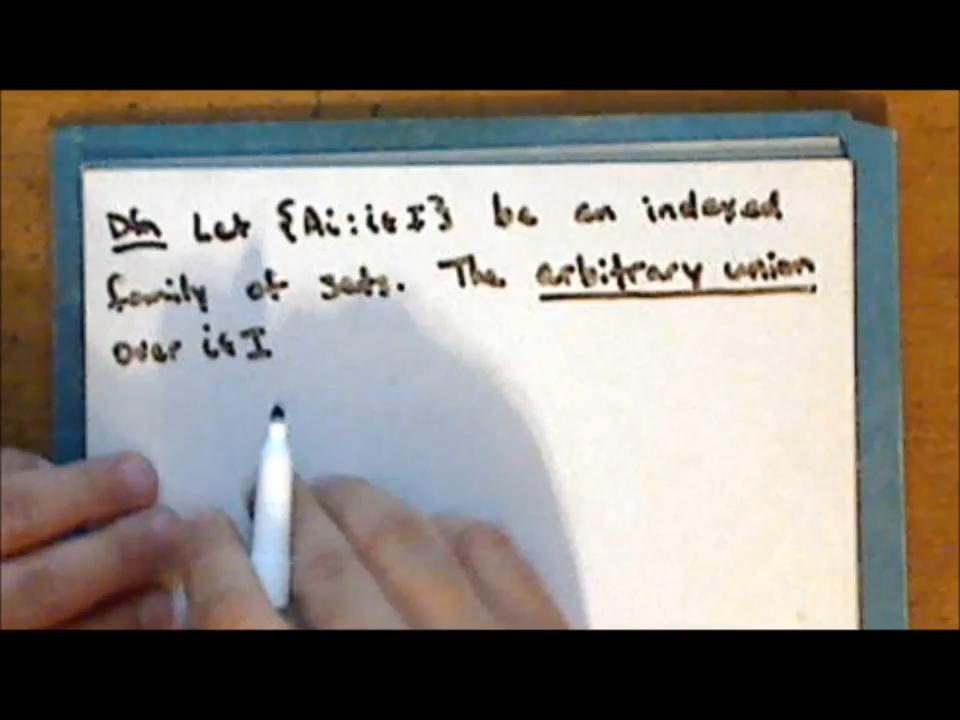 Dfn Let {Ai: i∈I} be an indexed
family of sets. The arbitrary union
over i∈I